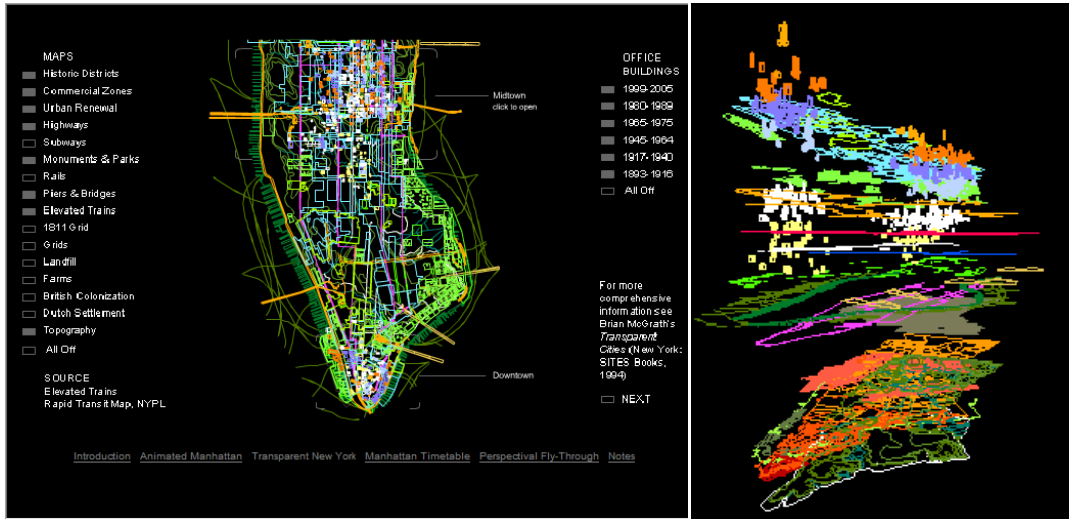 MAPS
Historic Districts
Commercial Zones
Urban Renewal
Highways
Subways
Monuments & Parks
Rails
Piers & Bridges
Elevated Trains
1811 Grid
Grids
Landfill
Farms
British Colonization
Dutch Settlement
Topography
All Off
SOURCE
Elevated Trains
Rapid Transit Map, NYPL
Midtown
click to open
Downtown
OFFICE
BUILDINGS
1999-2005
1980-1989
1965-1975
1945-1964
1917-1940
1893-1916
All Off
For more
comprehensive
information see
Brian McGrath's
Transparent
Cities (New York:
SITES Books,
1994)
NEXT
Introduction Animated Manhattan Transparent New York Manhattan Timetable Perspectival Fly-Through Notes